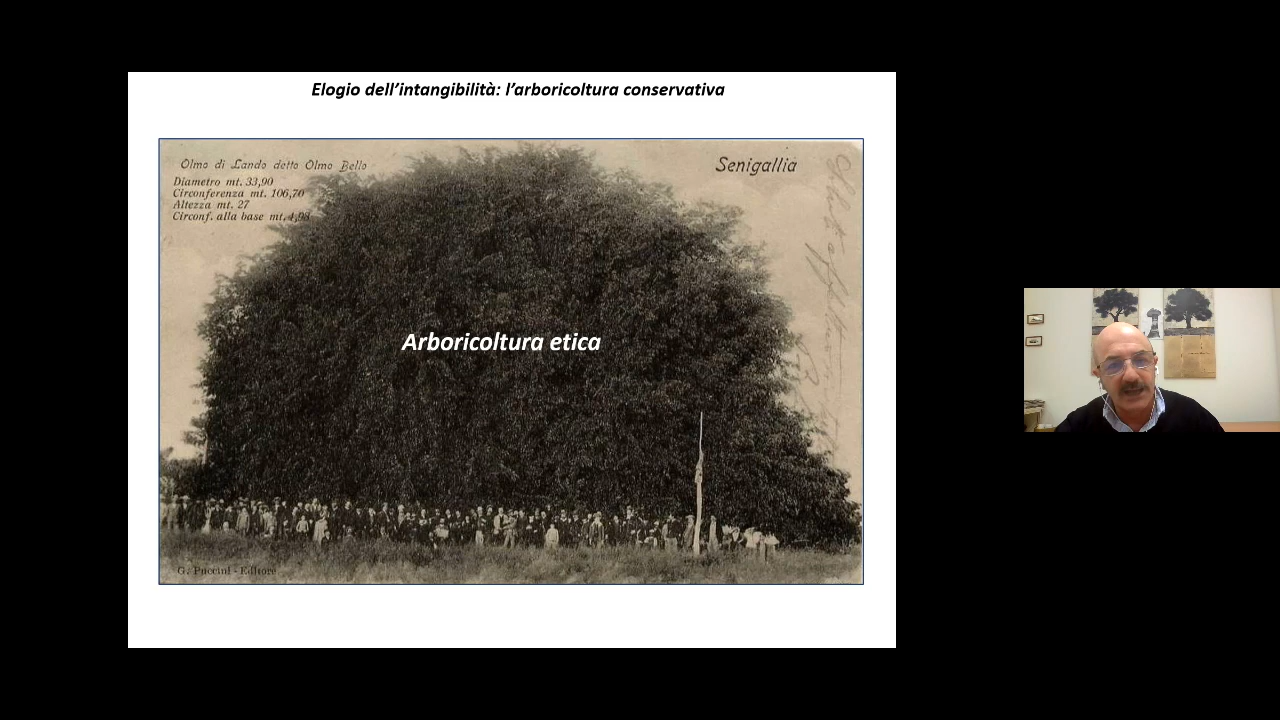 Elogio dell’intangibilità: l’arboricoltura conservativa
Olmo di Lando detto Olmo Bello
Senigallia
Diametro mt. 33,90
Circonferenza mt. 106,70
Altezza mt. 27
Circonf. alla base mt. 4,98
Arboricoltura etica
G. Puccini - Editore